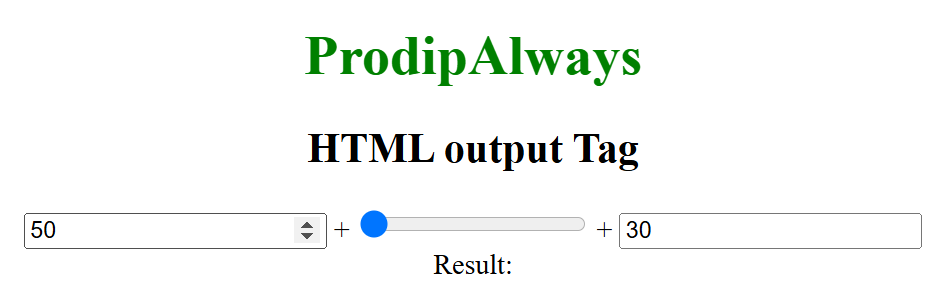 ProdipAlways
HTML output Tag
50 + + 30
Result: